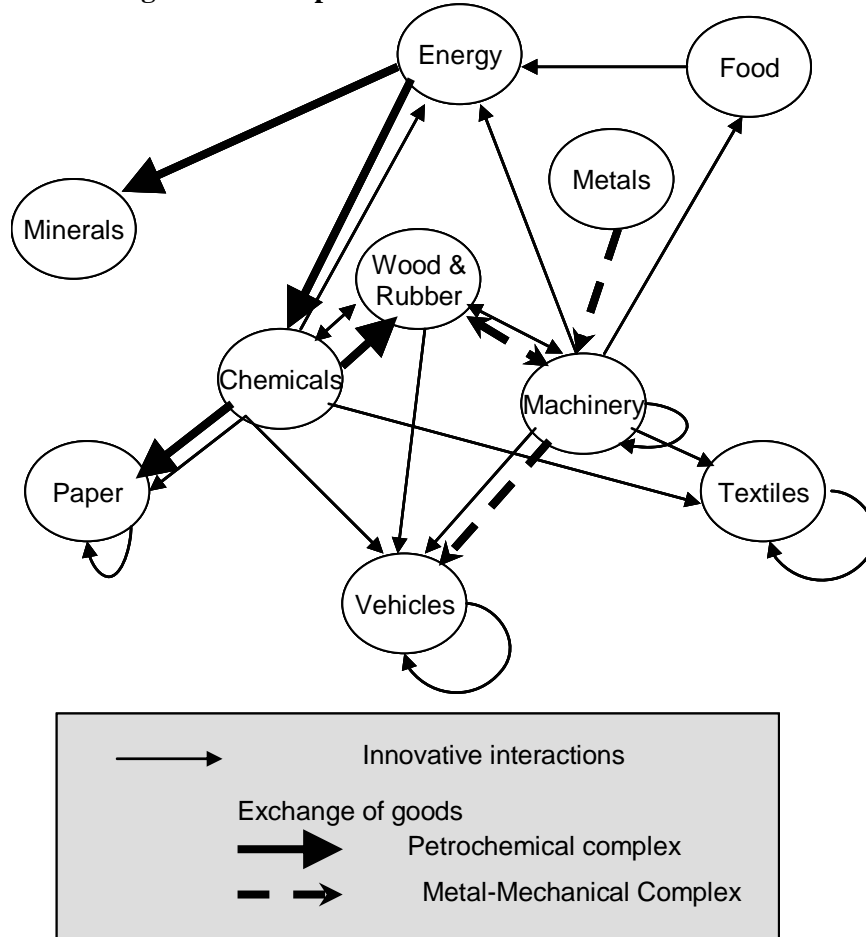 Energy
Food
Metals
Minerals
Wood &
Rubber
Chemicals
Machinery
Paper
Textiles
Vehicles
Innovative interactions
Exchange of goods
Petrochemical complex
Metal-Mechanical Complex